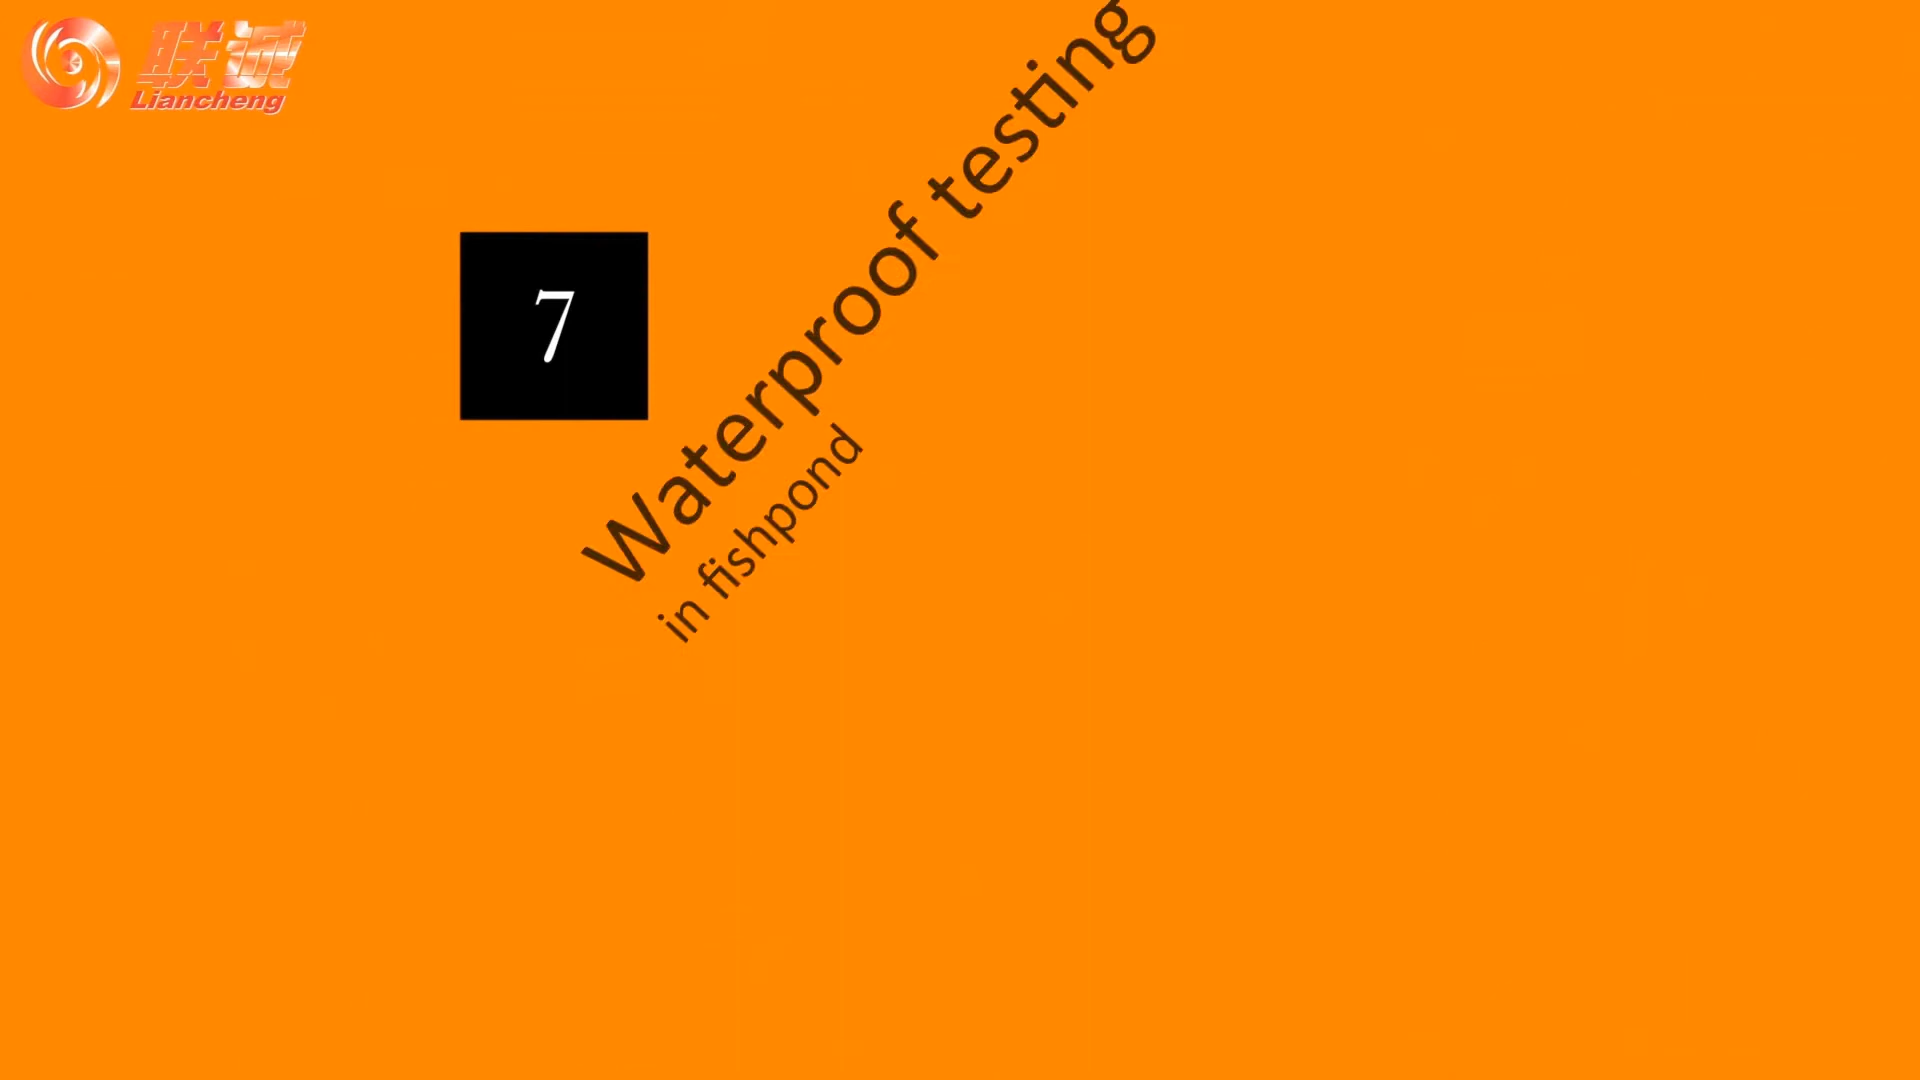 联诚
Liancheng
7
Waterproof testing
in fishpond